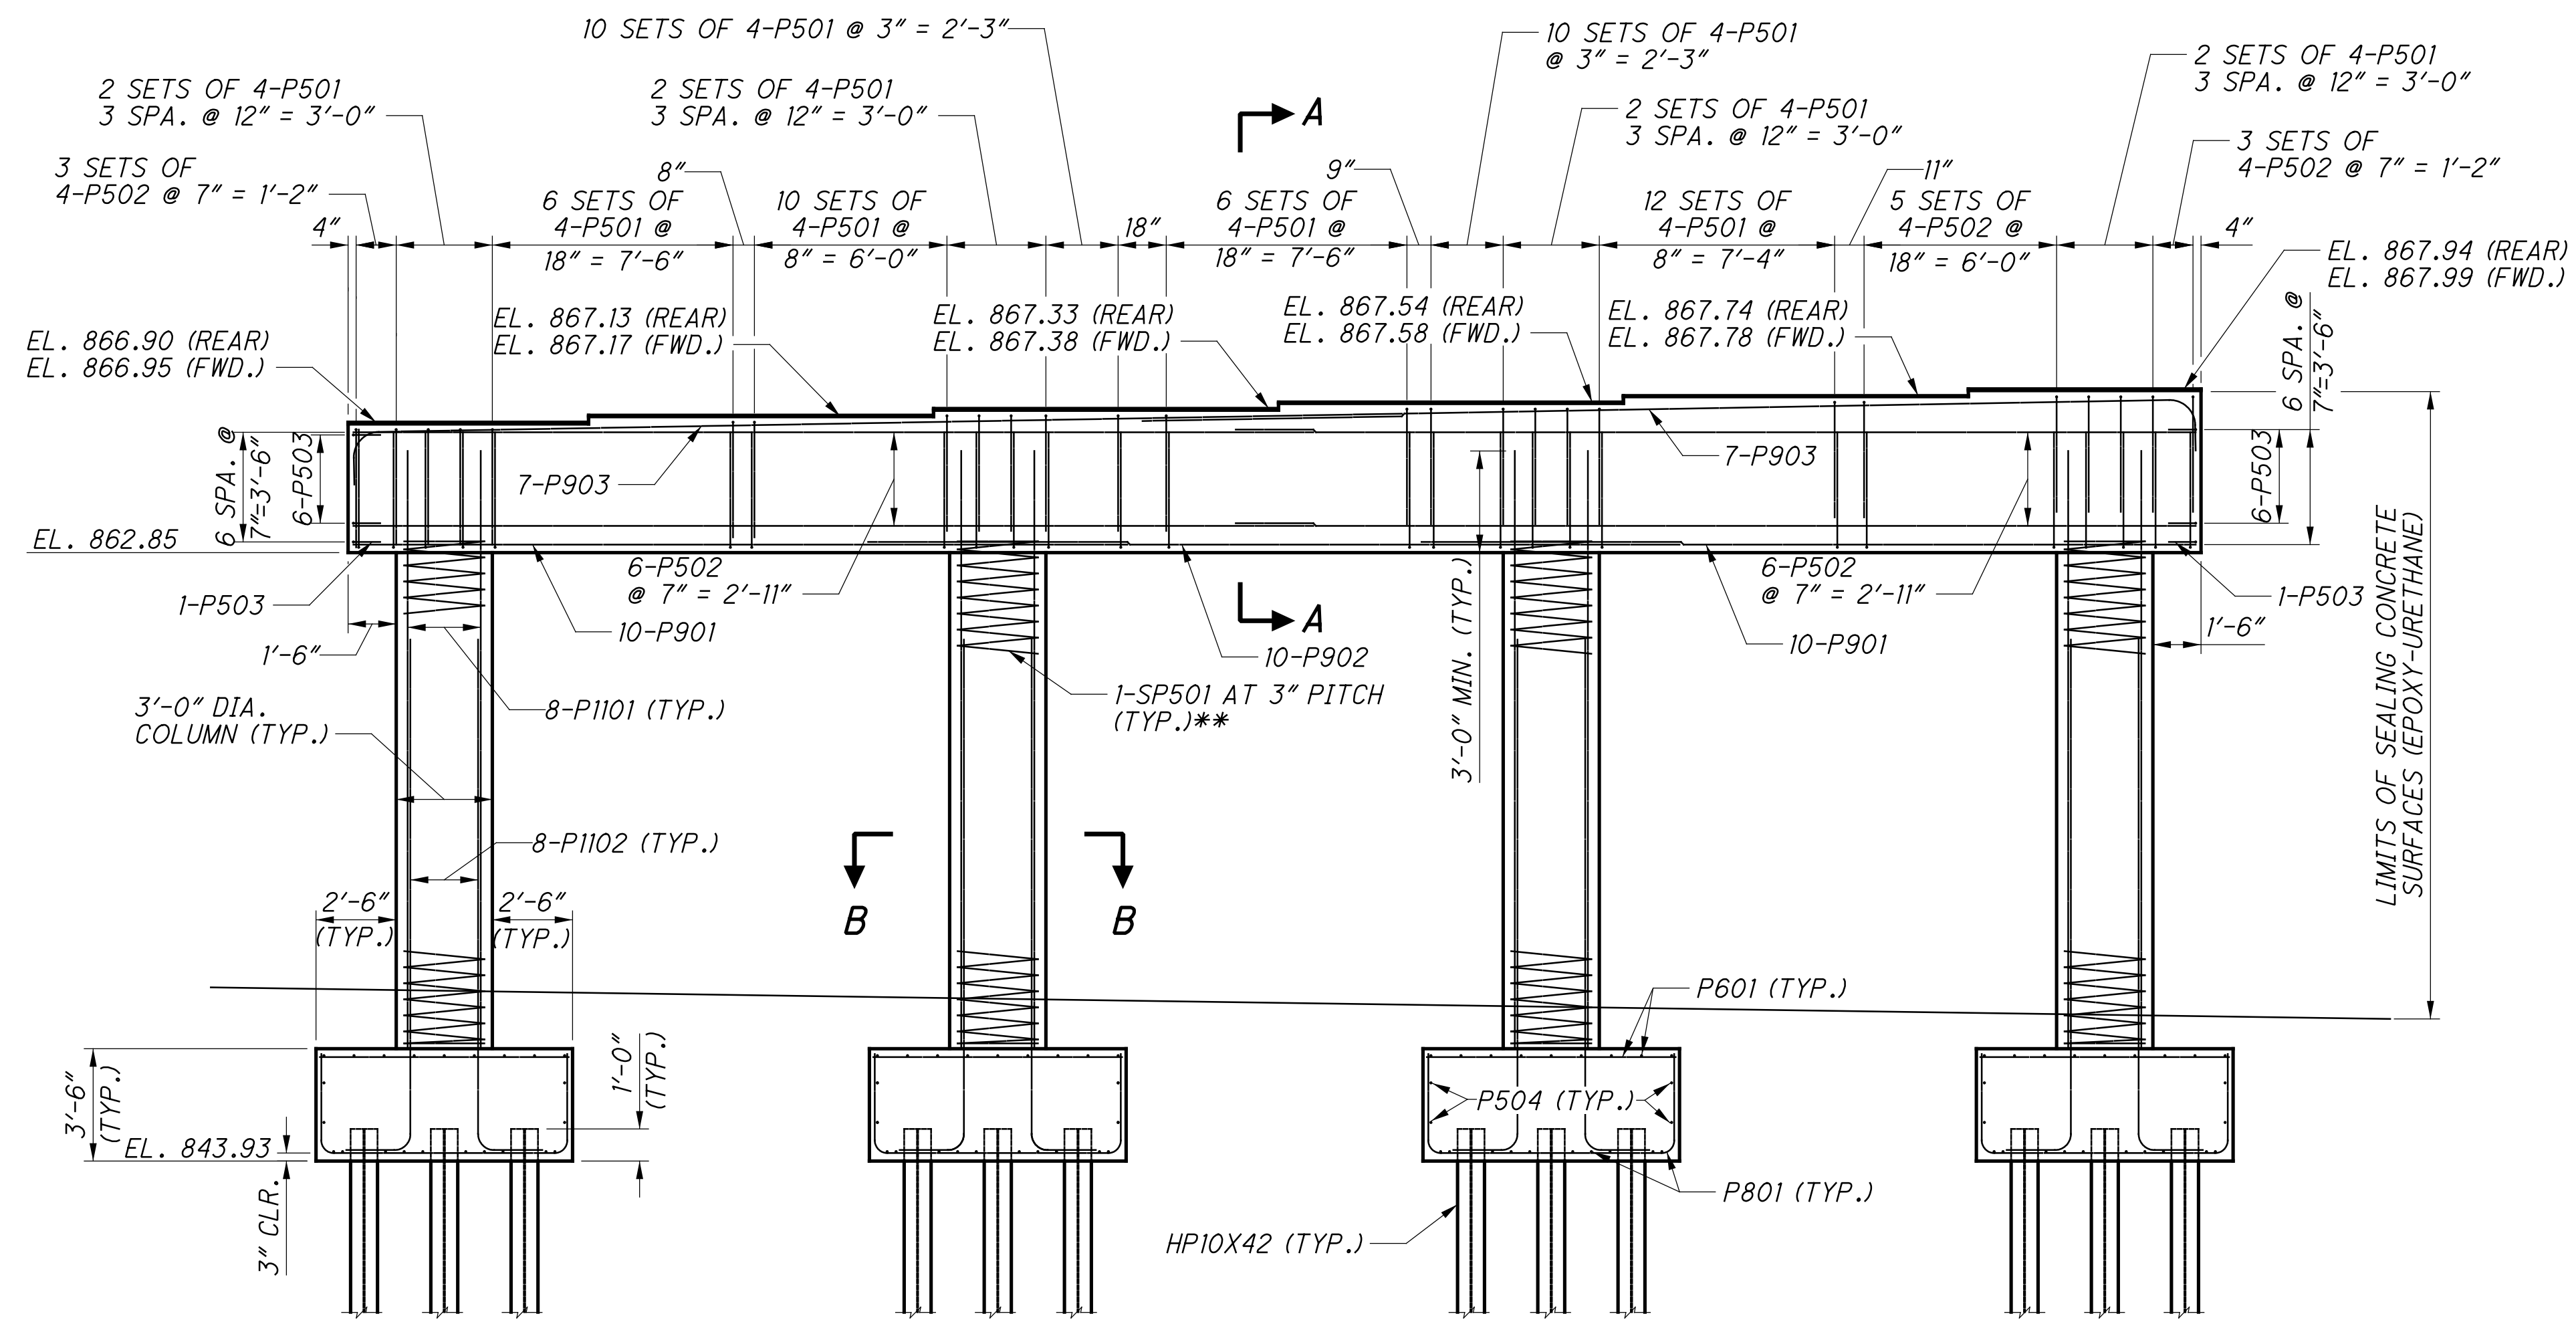 10 SETS OF 4-P501 @ 3" = 2'-3"
10 SETS OF 4-P501
@ 3" = 2'-3"
2 SETS OF 4-P501
3 SPA. @ 12" = 3'-0"
2 SETS OF 4-P501
3 SPA. @ 12" = 3'-0"
2 SETS OF 4-P501
3 SPA. @ 12" = 3'-0"
2 SETS OF 4-P501
3 SPA. @ 12" = 3'-0"
A
3 SETS OF
4-P502 @ 7" = 1'-2"
4"
6 SETS OF
4-P501 @
18" = 7'-6"
8"
10 SETS OF
4-P501 @
8" = 6'-0"
18"
6 SETS OF
4-P501 @
18" = 7'-6"
9"
12 SETS OF
4-P501 @
8" = 7'-4"
11"
5 SETS OF
4-P502 @
18" = 6'-0"
3 SETS OF
4-P502 @ 7" = 1'-2"
4"
EL. 866.90 (REAR)
EL. 866.95 (FWD.)
EL. 867.13 (REAR)
EL. 867.17 (FWD.)
EL. 867.33 (REAR)
EL. 867.38 (FWD.)
EL. 867.54 (REAR)
EL. 867.58 (FWD.)
EL. 867.74 (REAR)
EL. 867.78 (FWD.)
EL. 867.94 (REAR)
EL. 867.99 (FWD.)
6 SPA. @
7"=3'-6"
6-P503
7-P903
7-P903
6 SPA. @
7"=3'-6"
6-P503
EL. 862.85
1-P503
1'-6"
10-P901
6-P502
@ 7" = 2'-11"
A
10-P902
6-P502
@ 7" = 2'-11"
10-P901
1-P503
1'-6"
3'-0" MIN. (TYP.)
LIMITS OF SEALING CONCRETE
SURFACES (EPOXY-URETHANE)
1-SP501 AT 3" PITCH
(TYP.)**
8-P1101 (TYP.)
3'-0" DIA.
COLUMN (TYP.)
8-P1102 (TYP.)
B
B
2'-6"
(TYP.)
2'-6"
(TYP.)
P601 (TYP.)
3'-6"
(TYP.)
1'-0"
(TYP.)
P504 (TYP.)
EL. 843.93
3" CLR.
P801 (TYP.)
HP10X42 (TYP.)